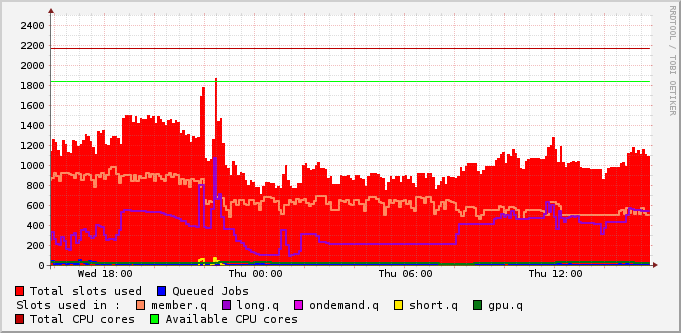 2400
2200
2000
1800
1600
1400
1200
1000
800
600
400
200
0
Wed 18:00 Thu 00:00 Thu 06:00 Thu 12:00
Total slots used Queued Jobs
Slots used in : member.q long.q ondemand.q short.q gpu.q
Total CPU cores Available CPU cores
RRDTOOL / TOBI OETIKER